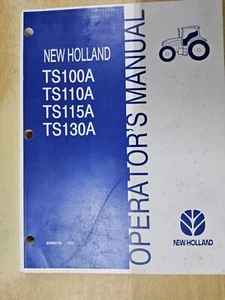 NEW HOLLAND
TS100A
TS110A
TS115A
TS130A
OPERATOR'S MANUAL
NEW HOLLAND